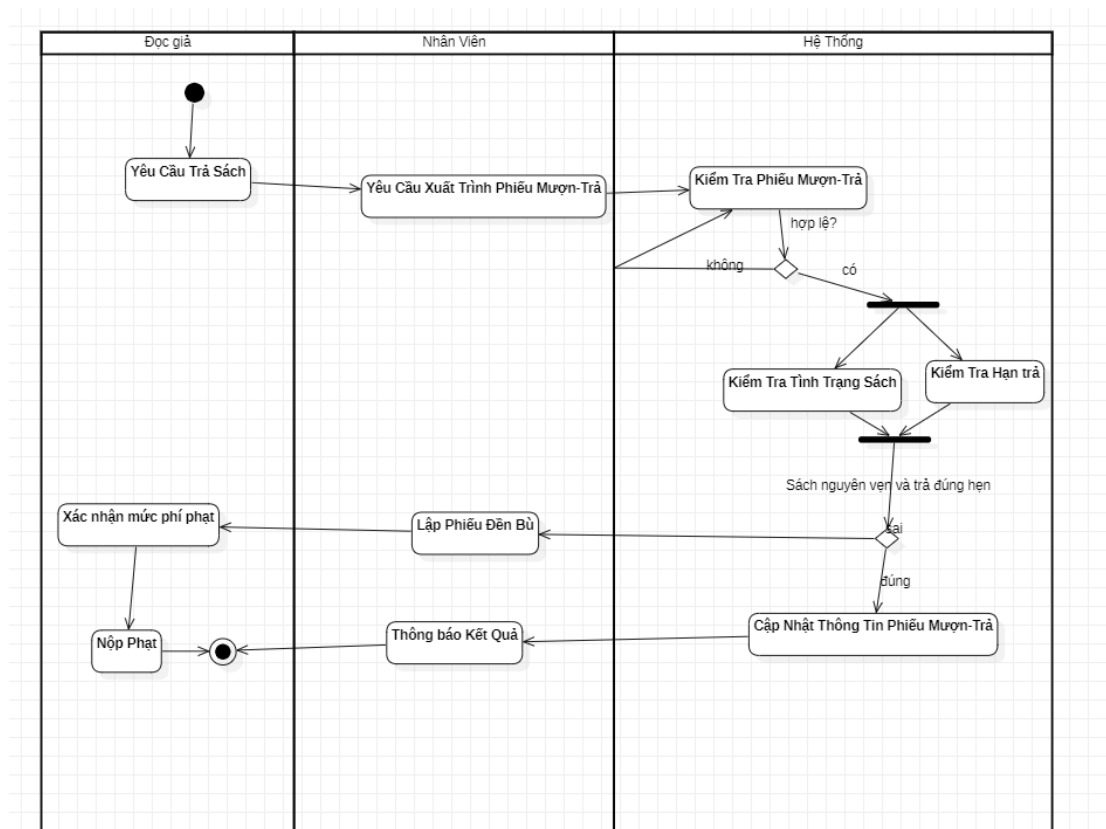 Đọc giả
Nhân Viên
Hệ Thống
Yêu Cầu Trả Sách
Yêu Cầu Xuất Trình Phiếu Mượn-Trả
Kiểm Tra Phiếu Mượn-Trả
hợp lệ?
không
có
Kiểm Tra Tình Trạng Sách
Kiểm Tra Hạn trả
Sách nguyên vẹn và trả đúng hẹn
sai
Lập Phiếu Đền Bù
Xác nhận mức phí phạt
đúng
Cập Nhật Thông Tin Phiếu Mượn-Trả
Thông báo Kết Quả
Nộp Phạt